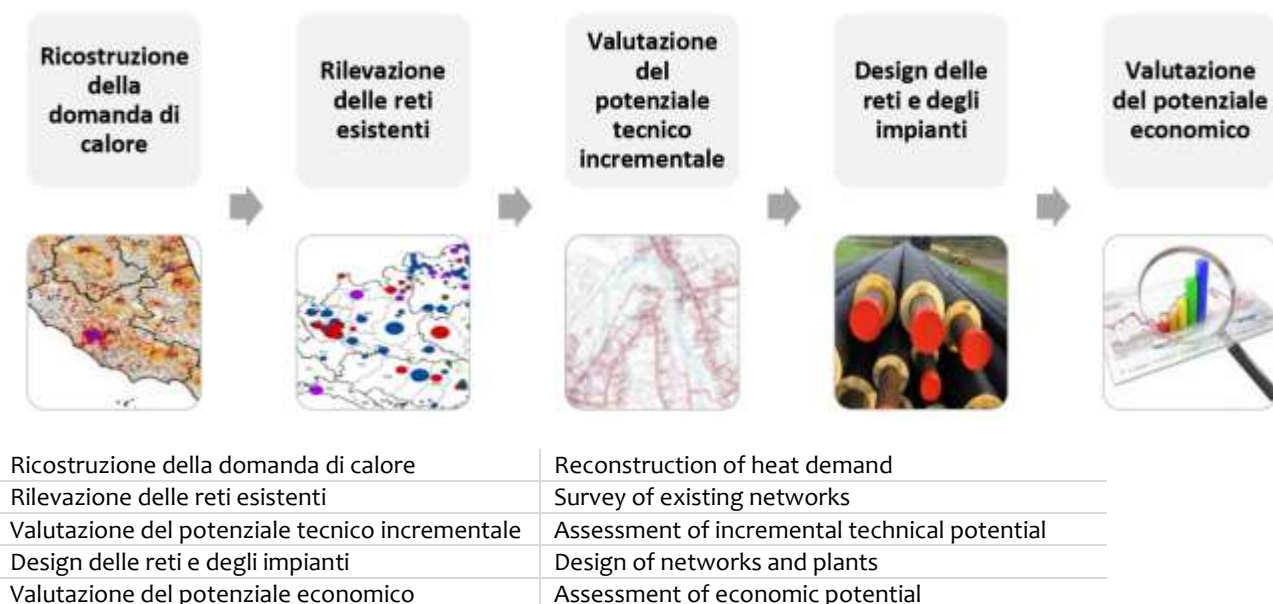 Ricostruzione
della
domanda di
calore
Rilevazione
delle reti
esistenti
Valutazione
del
potenziale
tecnico
incrementale
Design delle
reti e degli
impianti
Valutazione
del potenziale
economico
Ricostruzione della domanda di calore Reconstruction of heat demand
Rilevazione delle reti esistenti Survey of existing networks
Valutazione del potenziale tecnico incrementale Assessment of incremental technical potential
Design delle reti e degli impianti Design of networks and plants
Valutazione del potenziale economico Assessment of economic potential